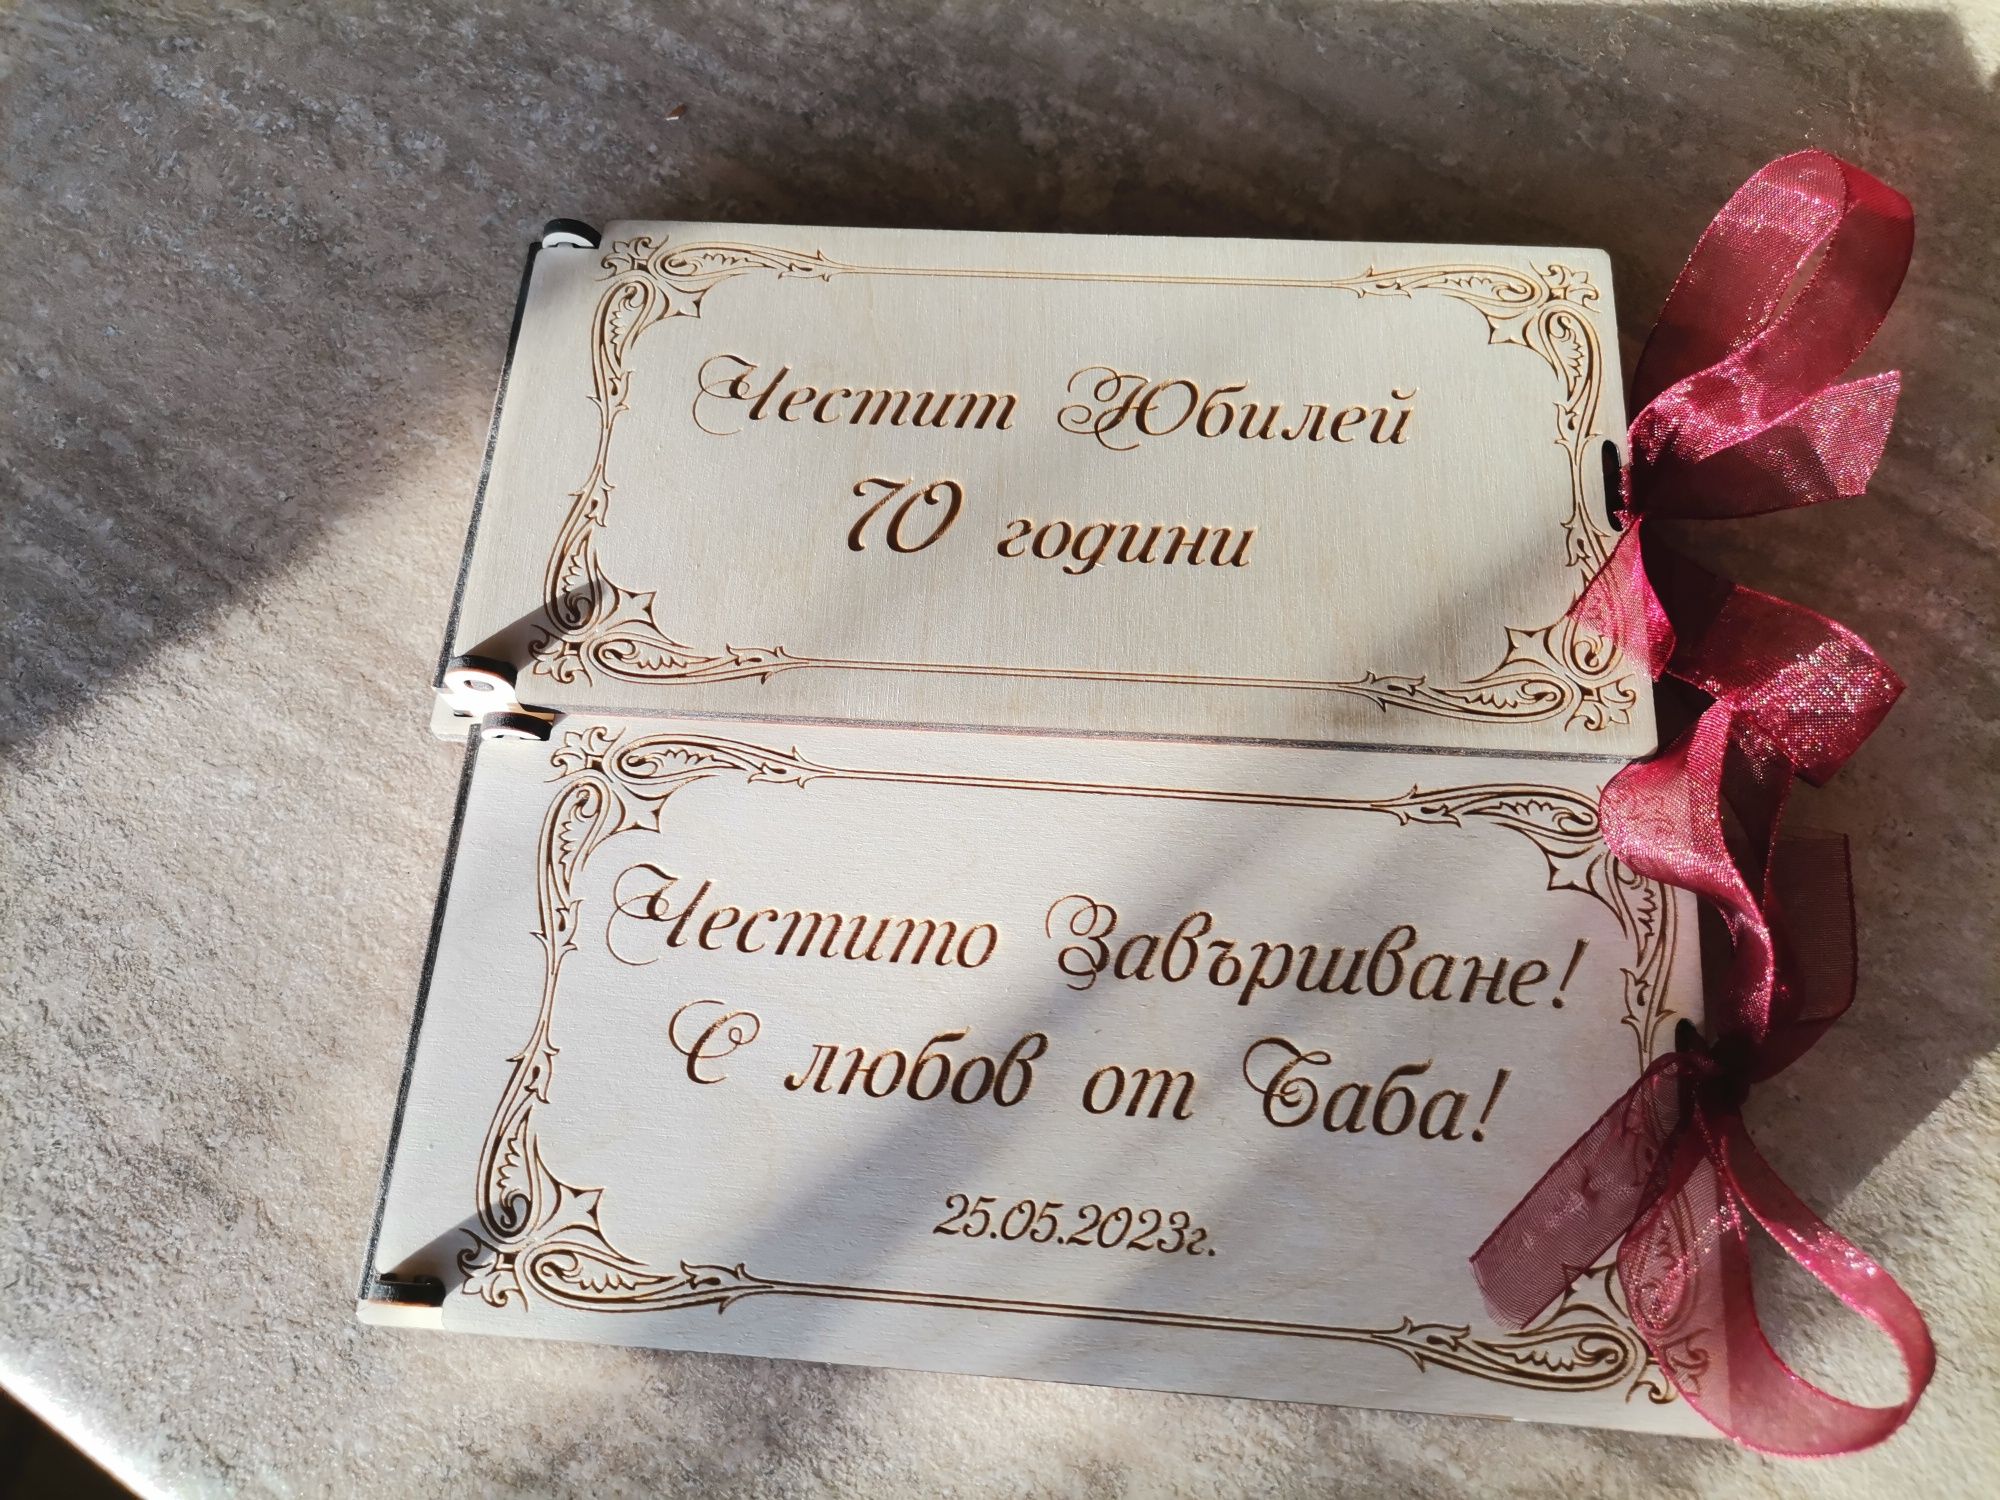 Честит Юбилей
70 години
Честито Завършване!
С любов от Баба!
25.05.2023г.